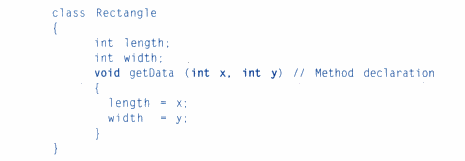 class Rectangle
{
int length;
int width;
void getData (int x, int y) // Method declaration
{
length = x;
width = y;
}
}